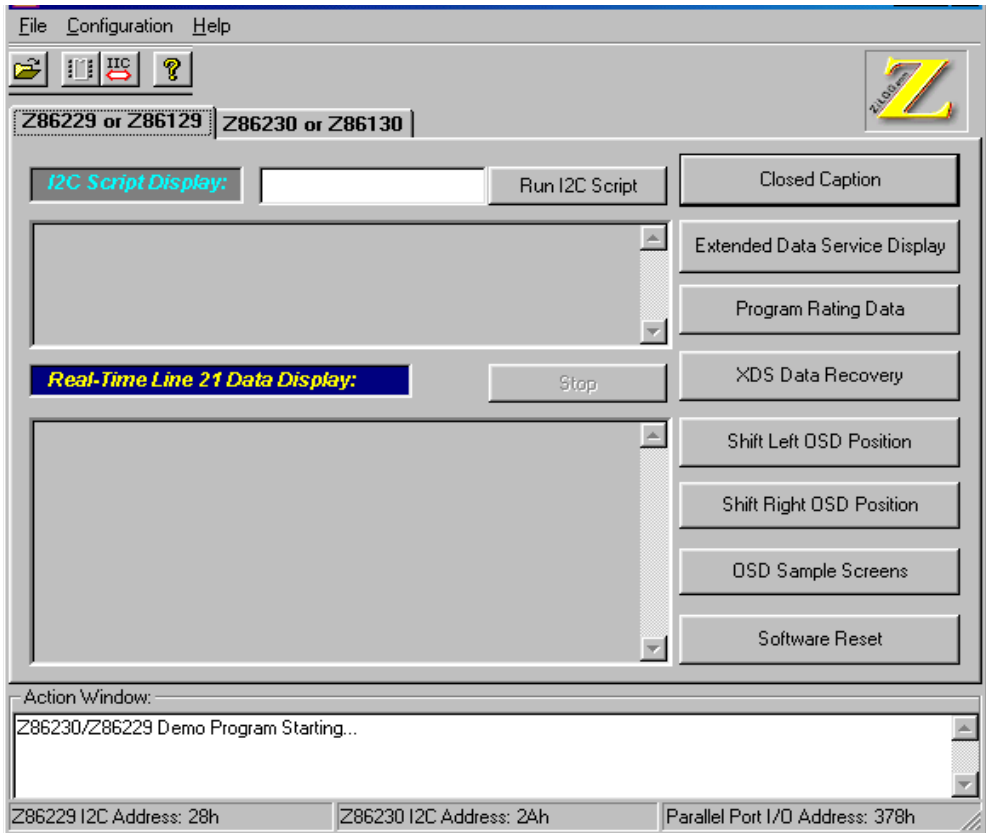 File Configuration Help
IIC
?
Z
ZiLOG.com
Z86229 or Z86129 Z86230 or Z86130
I2C Script Display: Run I2C Script
Closed Caption
Extended Data Service Display
Program Rating Data
Real-Time Line 21 Data Display: Stop
XDS Data Recovery
Shift Left OSD Position
Shift Right OSD Position
OSD Sample Screens
Software Reset
Action Window:
Z86230/Z86229 Demo Program Starting...
Z86229 I2C Address: 28h Z86230 I2C Address: 2Ah Parallel Port I/O Address: 378h